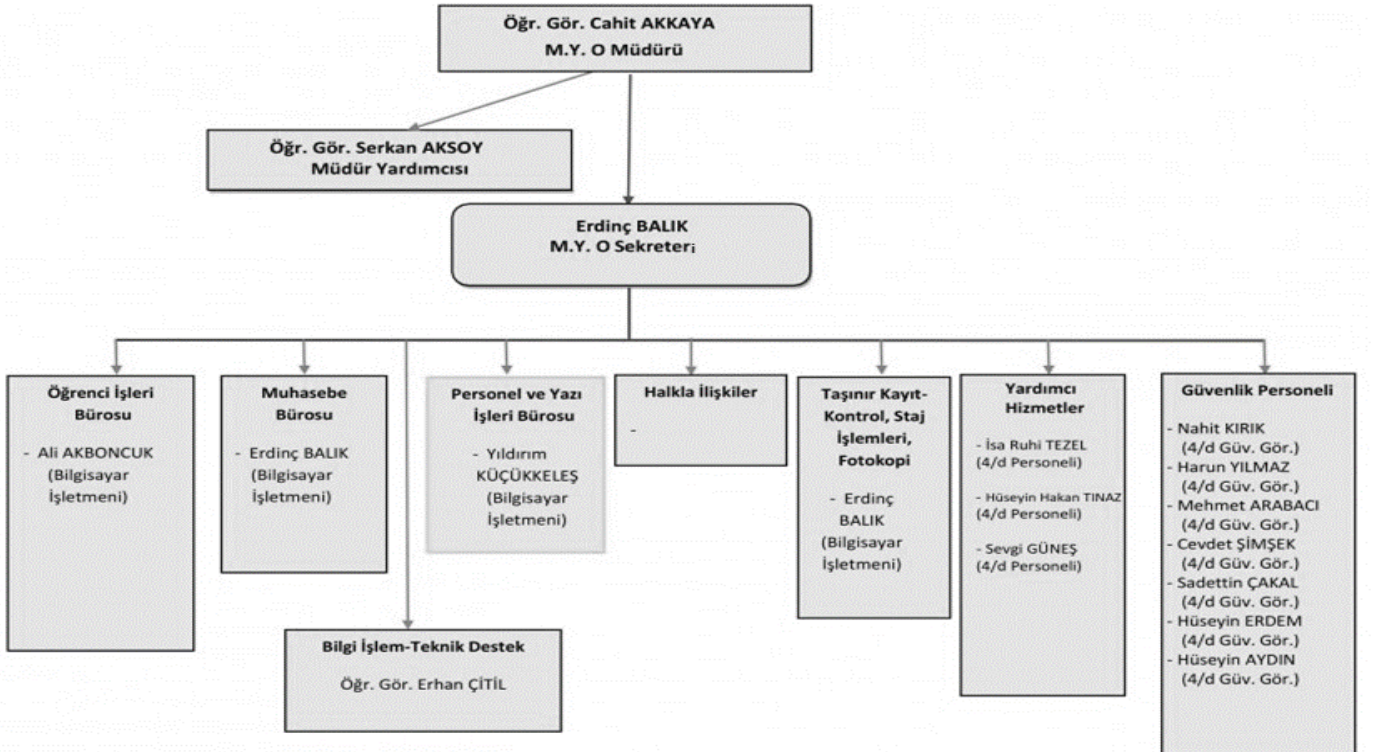 Öğr. Gör. Cahit AKKAYA
M.Y. O Müdürü
Öğr. Gör. Serkan AKSOY
Müdür Yardımcısı
Erdinç BALIK
M.Y. O Sekreteri
Öğrenci İşleri
Bürosu
- Ali AKBONCUK
(Bilgisayar
İşletmeni)
Muhasebe
Bürosu
- Erdinç BALIK
(Bilgisayar
İşletmeni)
Personel ve Yazı
İşleri Bürosu
- Yıldırım
KÜÇÜKKELEŞ
(Bilgisayar
İşletmeni)
Halkla İlişkiler
-
Taşınır Kayıt-
Kontrol, Staj
İşlemleri,
Fotokopi
- Erdinç
BALIK
(Bilgisayar
İşletmeni)
Yardımcı
Hizmetler
- İsa Ruhi TEZEL
(4/d Personeli)
- Hüseyin Hakan TINAZ
(4/d Personeli)
- Sevgi GÜNEŞ
(4/d Personeli)
Güvenlik Personeli
- Nahit KIRIK
(4/d Güv. Gör.)
- Harun YILMAZ
(4/d Güv. Gör.)
- Mehmet ARABACI
(4/d Güv. Gör.)
- Cevdet ŞİMŞEK
(4/d Güv. Gör.)
- Sadettin ÇAKAL
(4/d Güv. Gör.)
- Hüseyin ERDEM
(4/d Güv. Gör.)
- Hüseyin AYDIN
(4/d Güv. Gör.)
Bilgi İşlem-Teknik Destek
Öğr. Gör. Erhan ÇİTİL